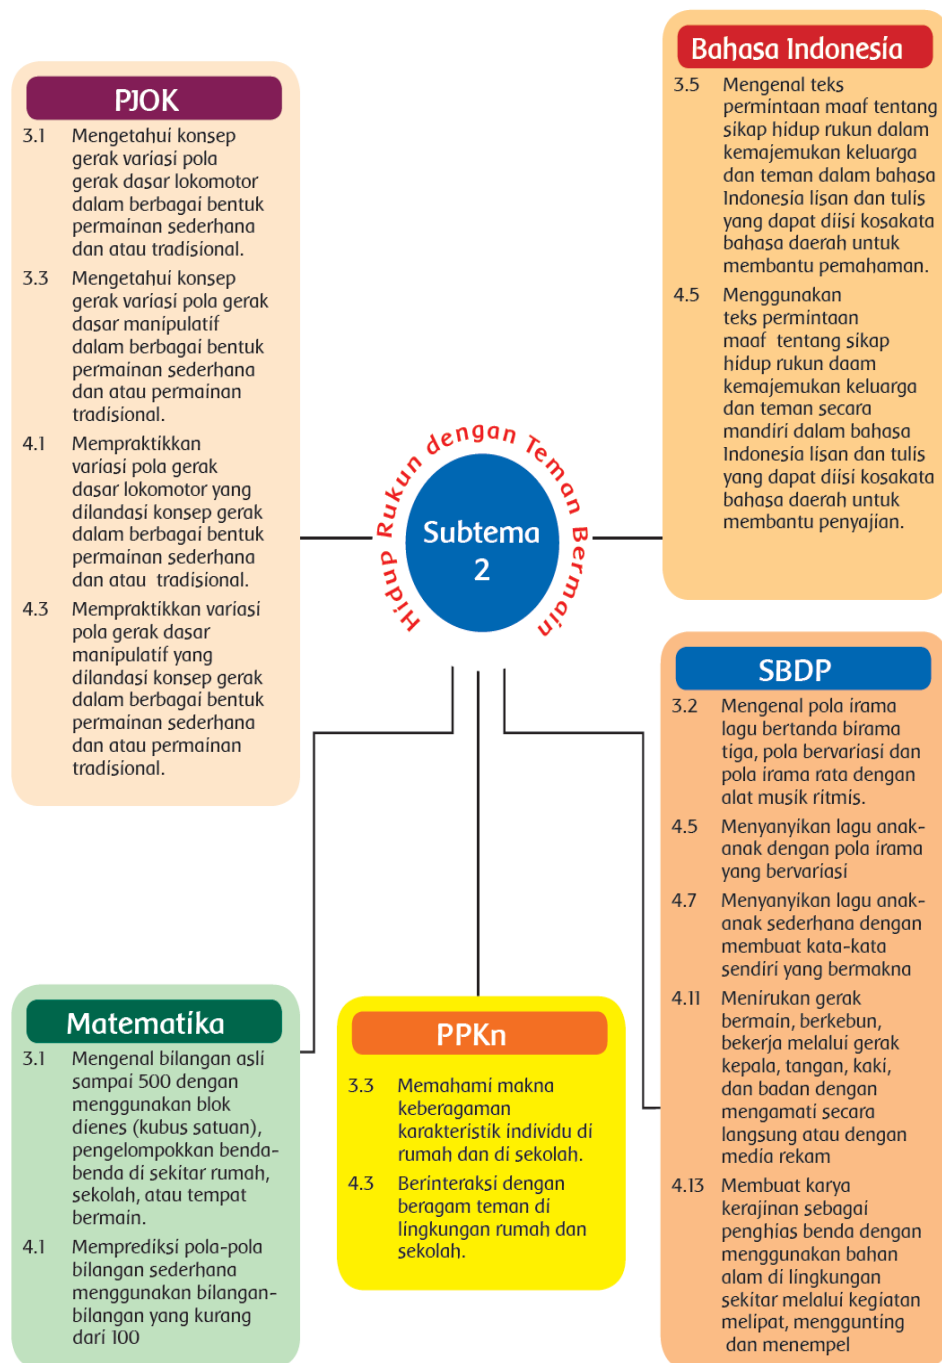 PJOK
3.1 Mengetahui konsep
gerak variasi pola
gerak dasar lokomotor
dalam berbagai bentuk
permainan sederhana
dan atau tradisional.
3.3 Mengetahui konsep
gerak variasi pola gerak
dasar manipulatif
dalam berbagai bentuk
permainan sederhana
dan atau permainan
tradisional.
4.1 Mempraktikkan
variasi pola gerak
dasar lokomotor yang
dilandasi konsep gerak
dalam berbagai bentuk
permainan sederhana
dan atau tradisional.
4.3 Mempraktikkan variasi
pola gerak dasar
manipulatif yang
dilandasi konsep gerak
dalam berbagai bentuk
permainan sederhana
dan atau permainan
tradisional.
Bahasa Indonesia
3.5 Mengenal teks
permintaan maaf tentang
sikap hidup rukun dalam
kemajemukan keluarga
dan teman dalam bahasa
Indonesia lisan dan tulis
yang dapat diisi kosakata
bahasa daerah untuk
membantu pemahaman.
4.5 Menggunakan
teks permintaan
maaf tentang sikap
hidup rukun daam
kemajemukan keluarga
dan teman secara
mandiri dalam bahasa
Indonesia lisan dan tulis
yang dapat diisi kosakata
bahasa daerah untuk
membantu penyajian.
Hidup Rukun dengan Teman Bermain
Subtema
2
SBDP
3.2 Mengenal pola irama
lagu bertanda birama
tiga, pola bervariasi dan
pola irama rata dengan
alat musik ritmis.
4.5 Menyanyikan lagu anak-
anak dengan pola irama
yang bervariasi
4.7 Menyanyikan lagu anak-
anak sederhana dengan
membuat kata-kata
sendiri yang bermakna
4.11 Menirukan gerak
bermain, berkebun,
bekerja melalui gerak
kepala, tangan, kaki,
dan badan dengan
mengamati secara
langsung atau dengan
media rekam
4.13 Membuat karya
kerajinan sebagai
penghias benda dengan
menggunakan bahan
alam di lingkungan
sekitar melalui kegiatan
melipat, menggunting
dan menempel
Matematika
3.1 Mengenal bilangan asli
sampai 500 dengan
menggunakan blok
dienes (kubus satuan),
pengelompokkan benda-
benda di sekitar rumah,
sekolah, atau tempat
bermain.
4.1 Memprediksi pola-pola
bilangan sederhana
menggunakan bilangan-
bilangan yang kurang
dari 100
PPKn
3.3 Memahami makna
keberagaman
karakteristik individu di
rumah dan di sekolah.
4.3 Berinteraksi dengan
beragam teman di
lingkungan rumah dan
sekolah.